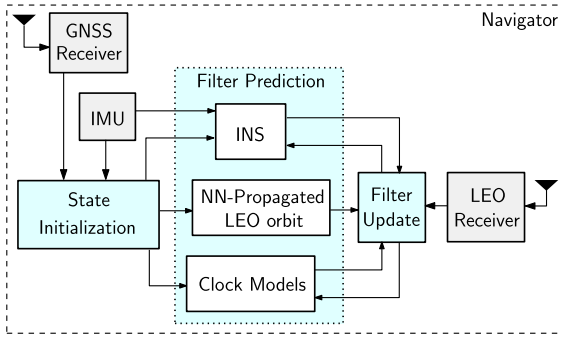 Navigator
GNSS
Receiver
Filter Prediction
IMU
INS
State
Initialization
NN-Propagated
LEO orbit
Filter
Update
LEO
Receiver
Clock Models